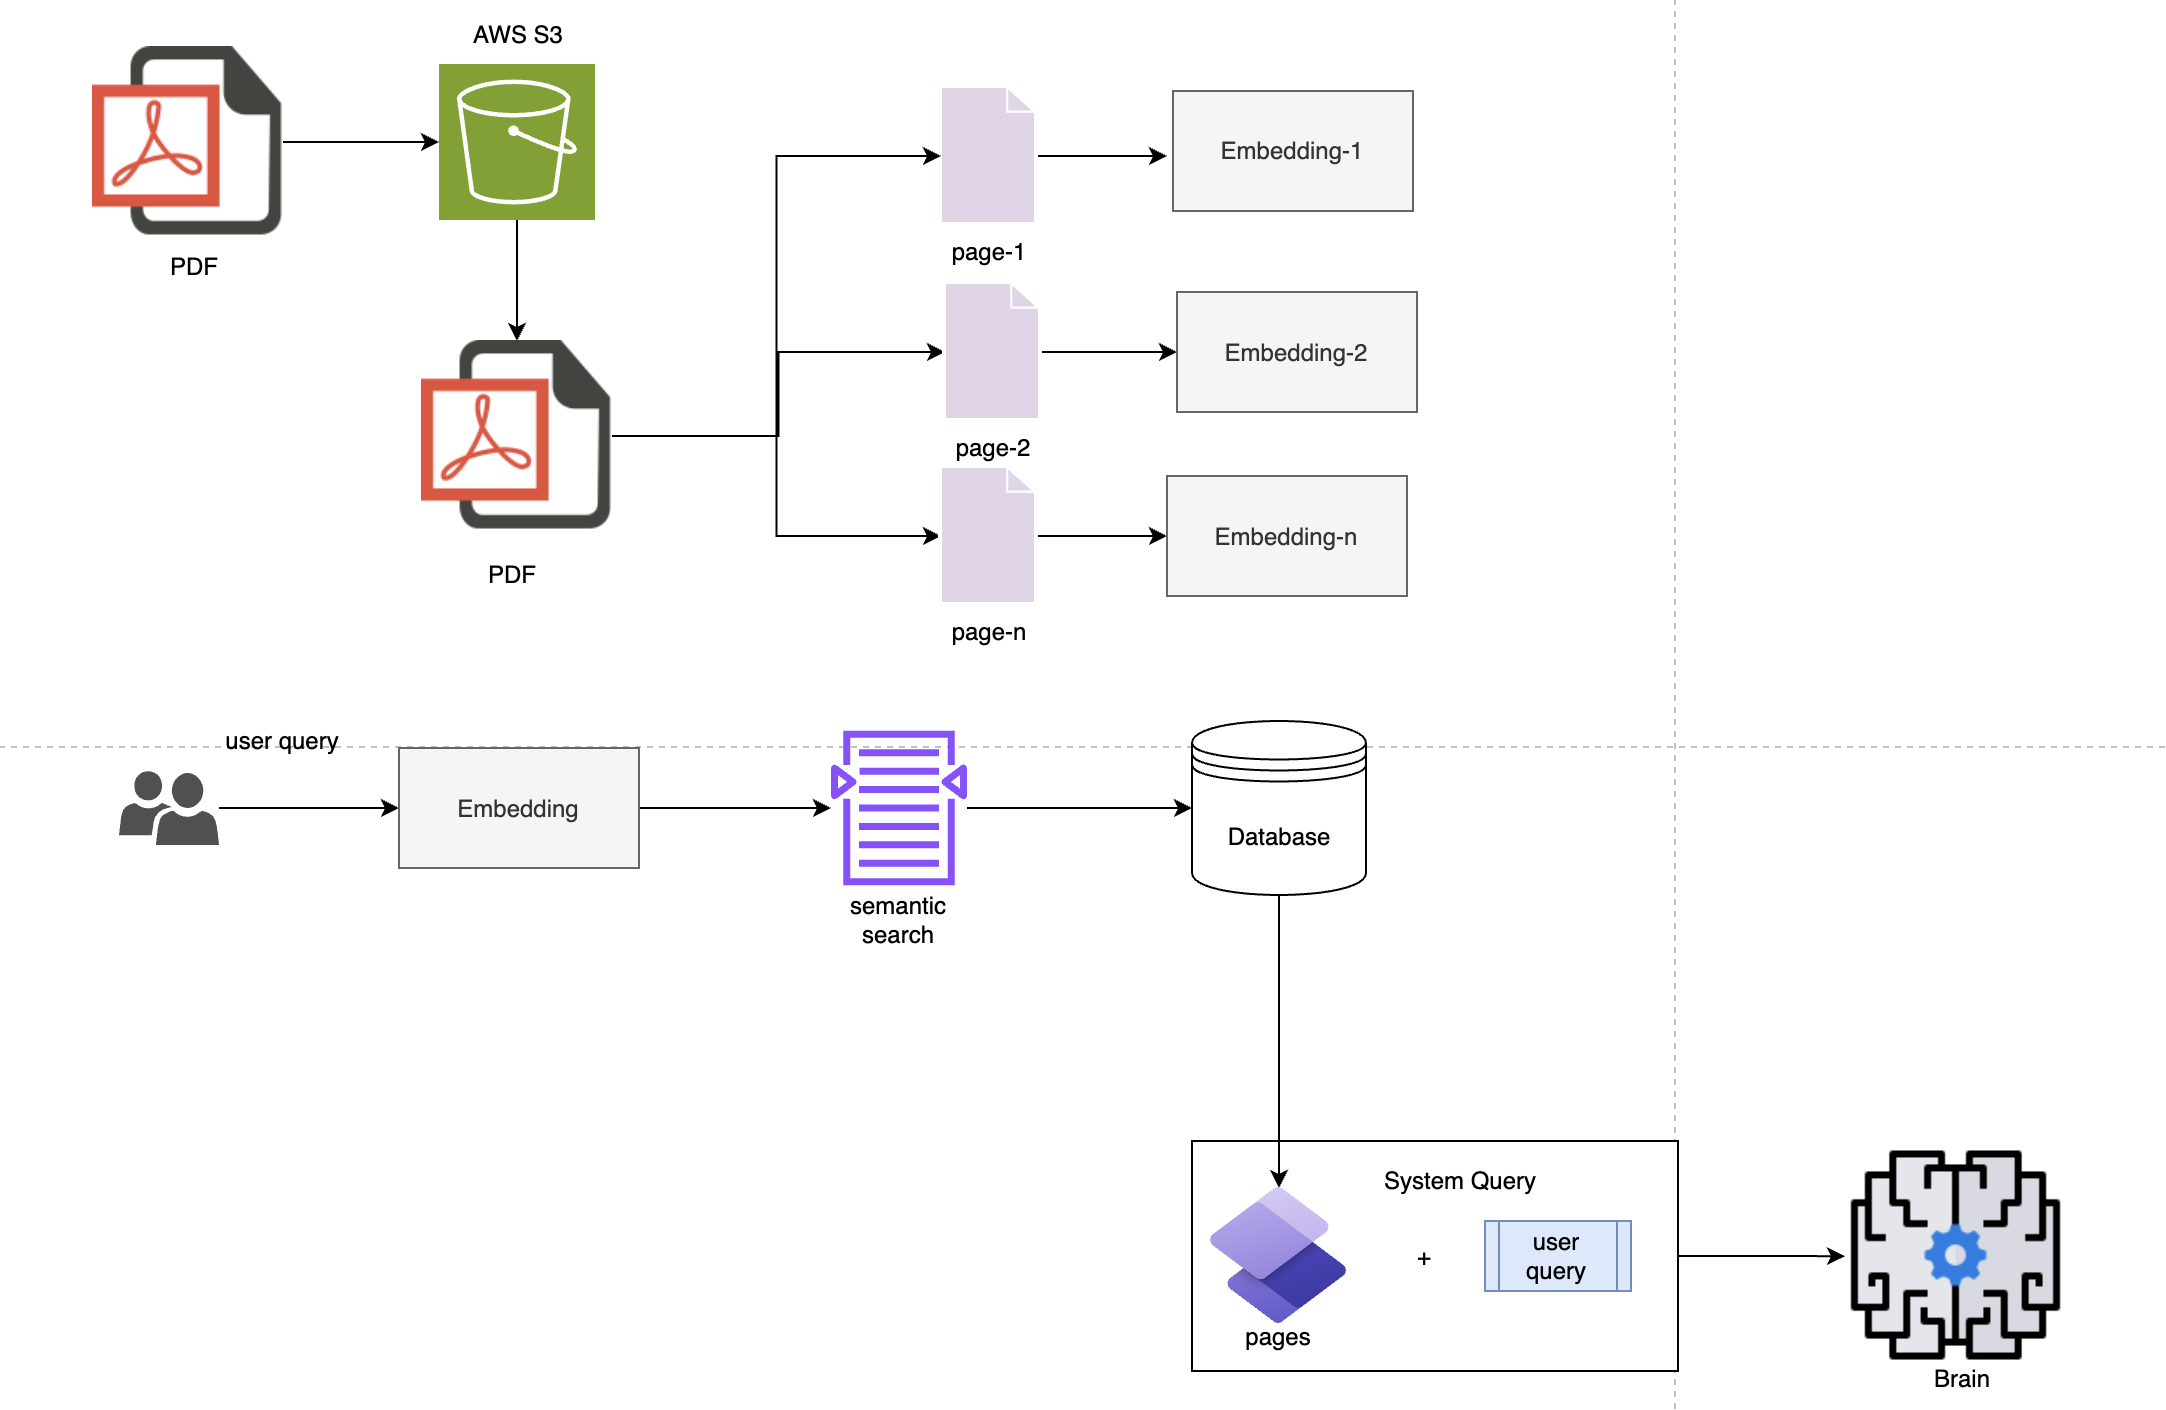 AWS S3
PDF
Embedding-1
page-1
Embedding-2
page-2
PDF
Embedding-n
page-n
user query
Embedding
semantic
search
Database
System Query
+
user
query
pages
Brain